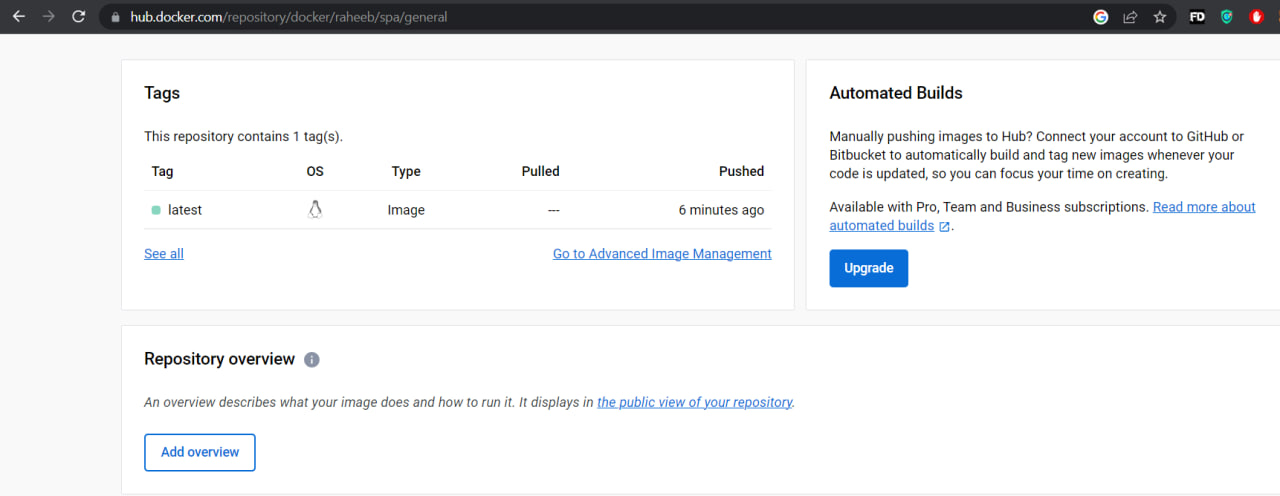 hub.docker.com/repository/docker/raheeb/spa/general
FD
Tags
This repository contains 1 tag(s).
Tag OS Type Pulled Pushed
latest Image --- 6 minutes ago
See all Go to Advanced Image Management
Automated Builds
Manually pushing images to Hub? Connect your account to GitHub or
Bitbucket to automatically build and tag new images whenever your
code is updated, so you can focus your time on creating.
Available with Pro, Team and Business subscriptions. Read more about
automated builds .
Upgrade
Repository overview
An overview describes what your image does and how to run it. It displays in the public view of your repository.
Add overview